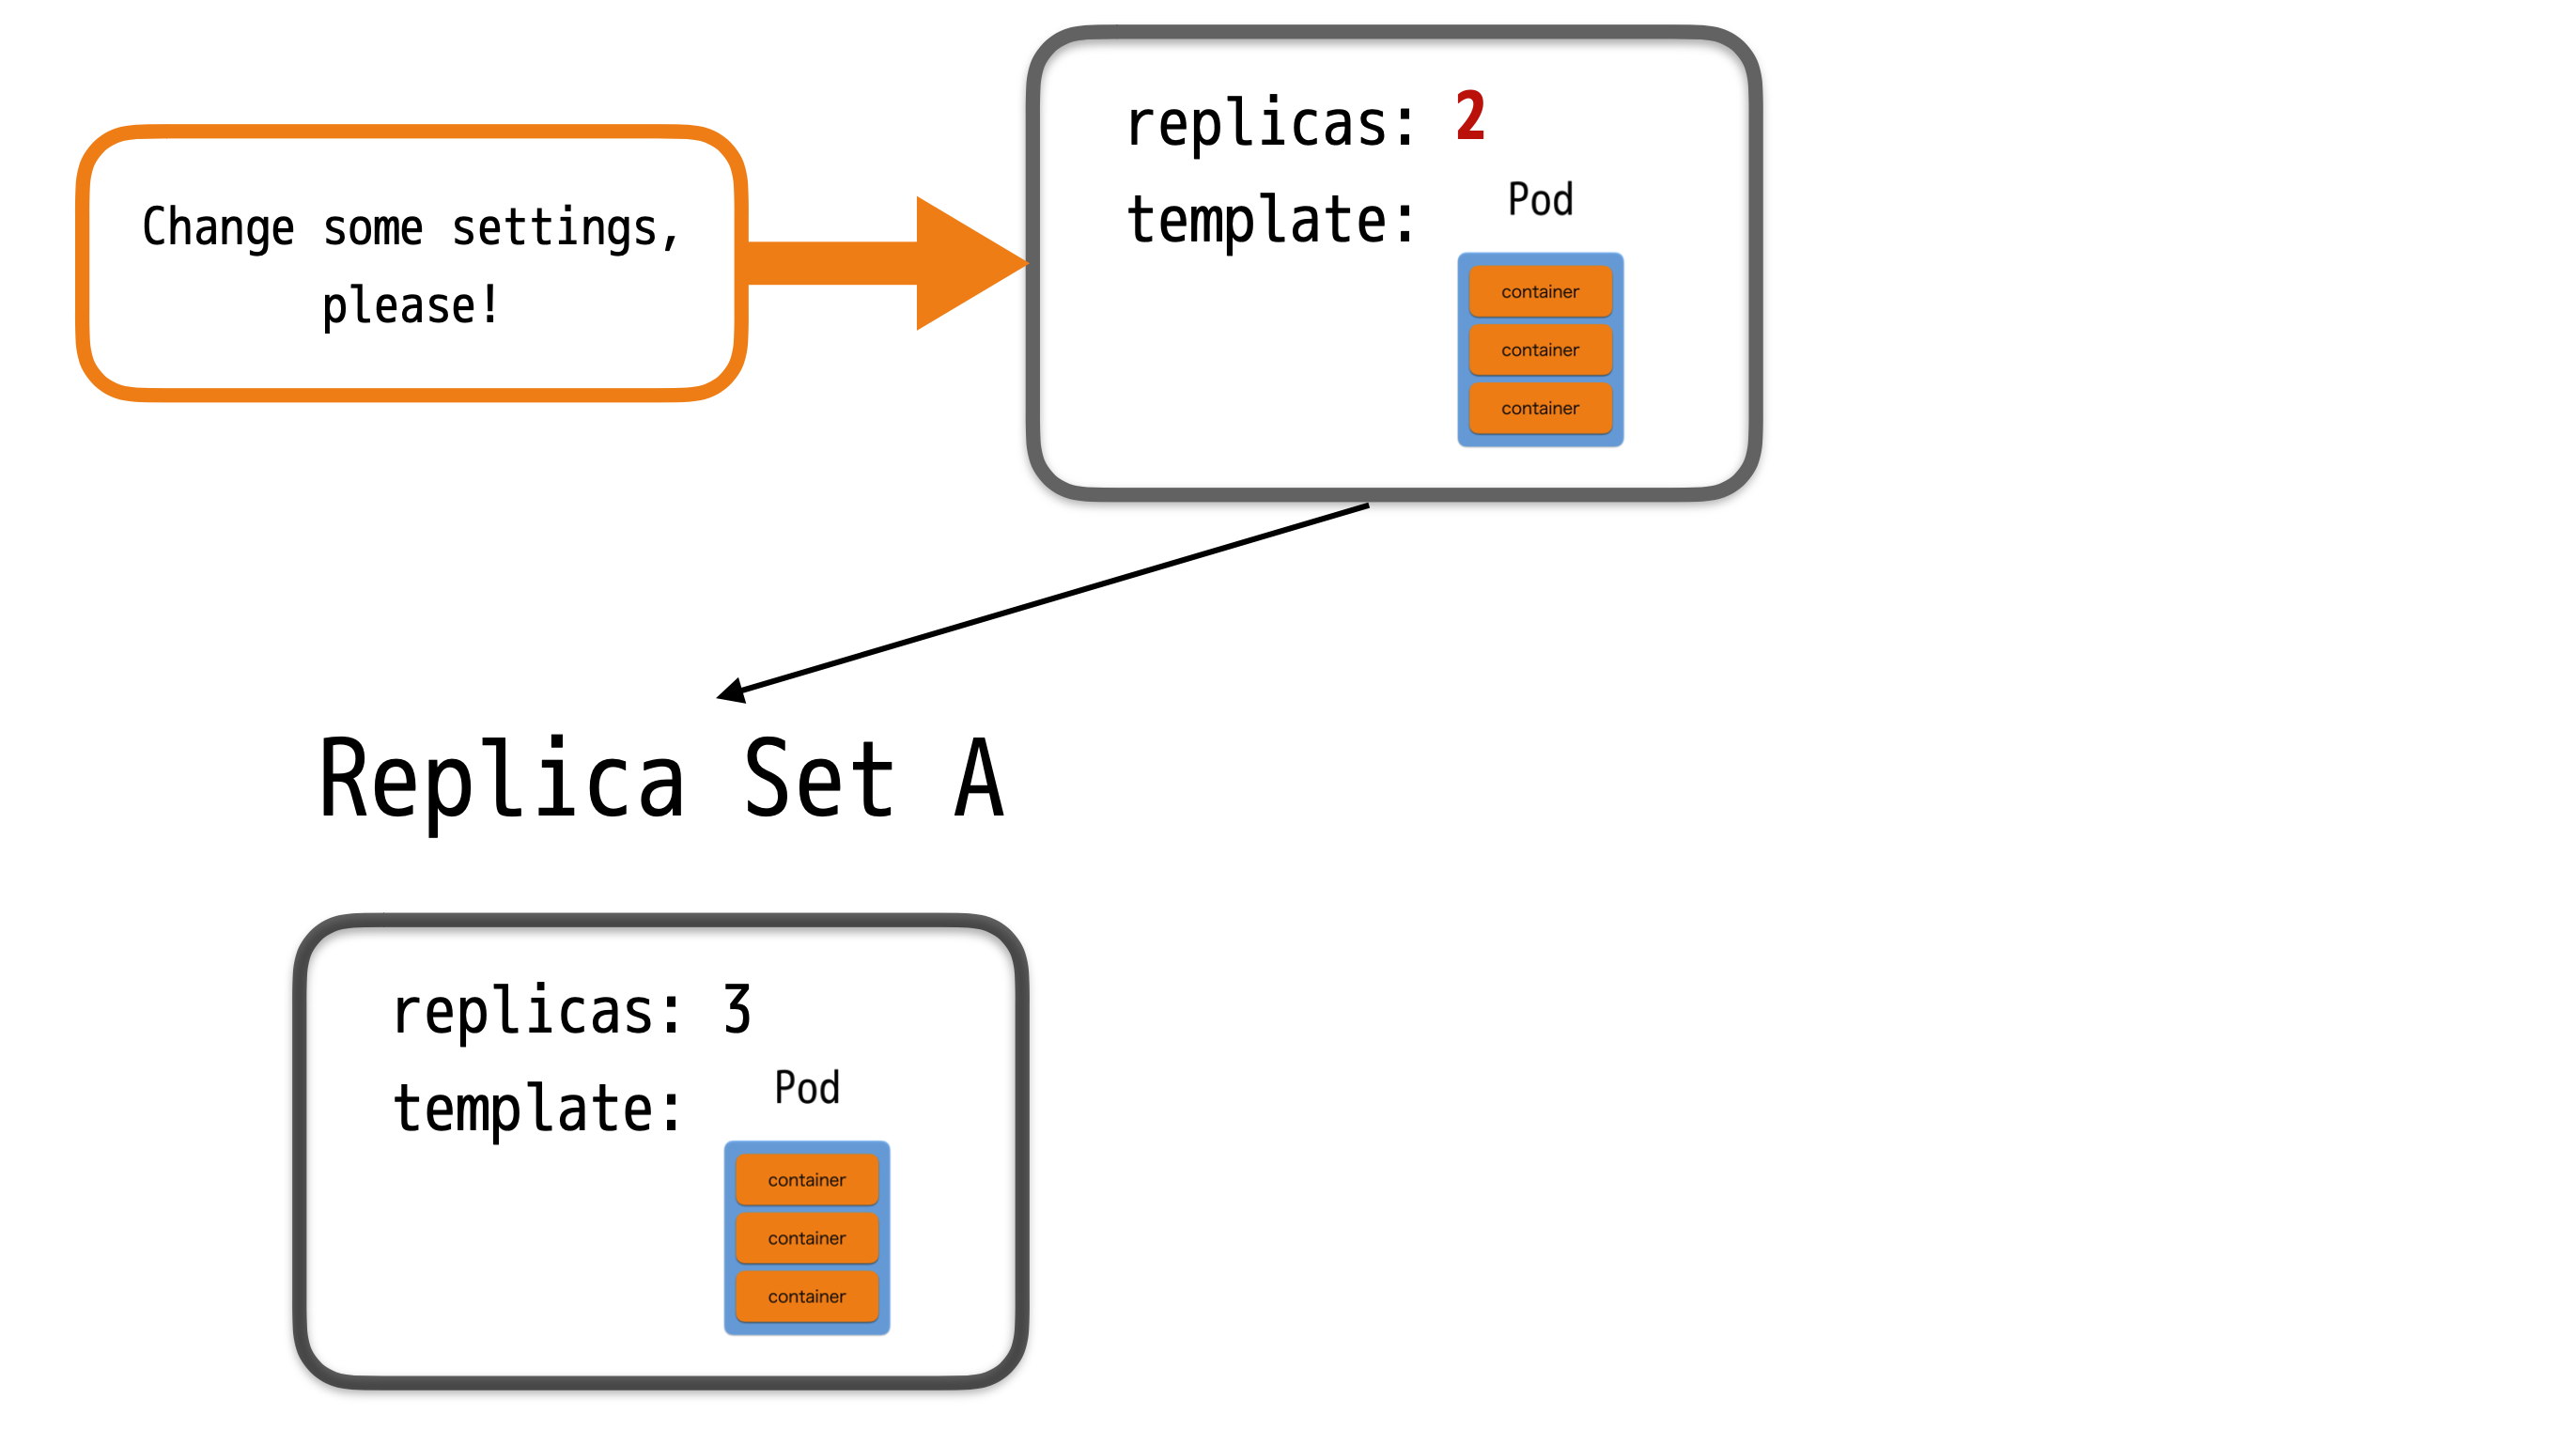 Change some settings,
please!
replicas: 2
template:
Pod
container
container
container
Replica Set A
replicas: 3
template:
Pod
container
container
container